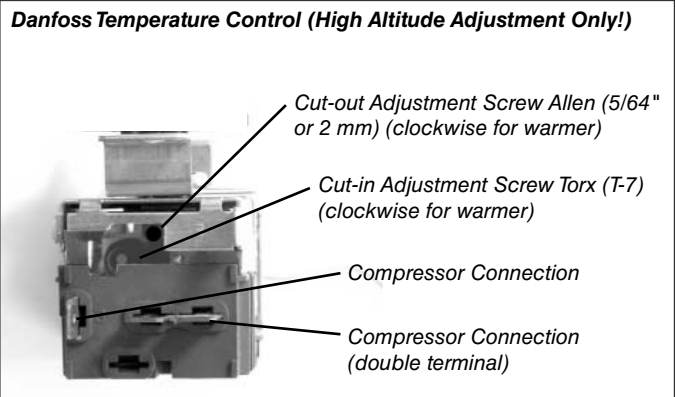 Danfoss Temperature Control (High Altitude Adjustment Only!)
Cut-out Adjustment Screw Allen (5/64"
or 2 mm) (clockwise for warmer)
Cut-in Adjustment Screw Torx (T-7)
(clockwise for warmer)
Compressor Connection
Compressor Connection
(double terminal)